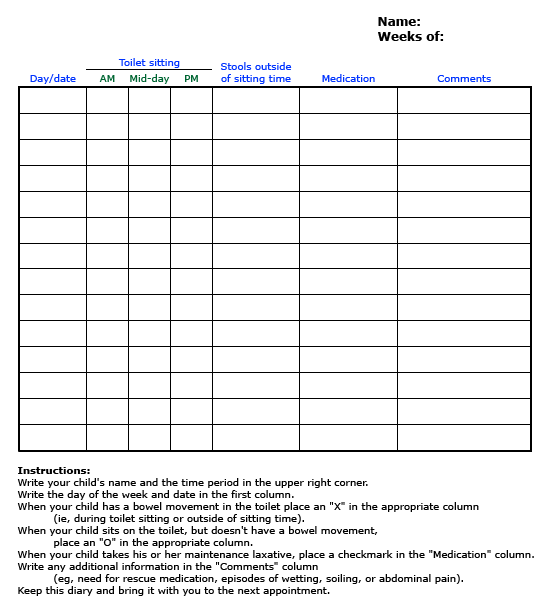 Name:
Weeks of:
Toilet sitting
Stools outside
of sitting time
Day/date
AM
Mid-day
PM
Medication
Comments
Instructions:
Write your child's name and the time period in the upper right corner.
Write the day of the week and date in the first column.
When your child has a bowel movement in the toilet place an "X" in the appropriate column
(ie, during toilet sitting or outside of sitting time).
When your child sits on the toilet, but doesn't have a bowel movement,
place an "O" in the appropriate column.
When your child takes his or her maintenance laxative, place a checkmark in the "Medication" column.
Write any additional information in the "Comments" column
(eg, need for rescue medication, episodes of wetting, soiling, or abdominal pain).
Keep this diary and bring it with you to the next appointment.